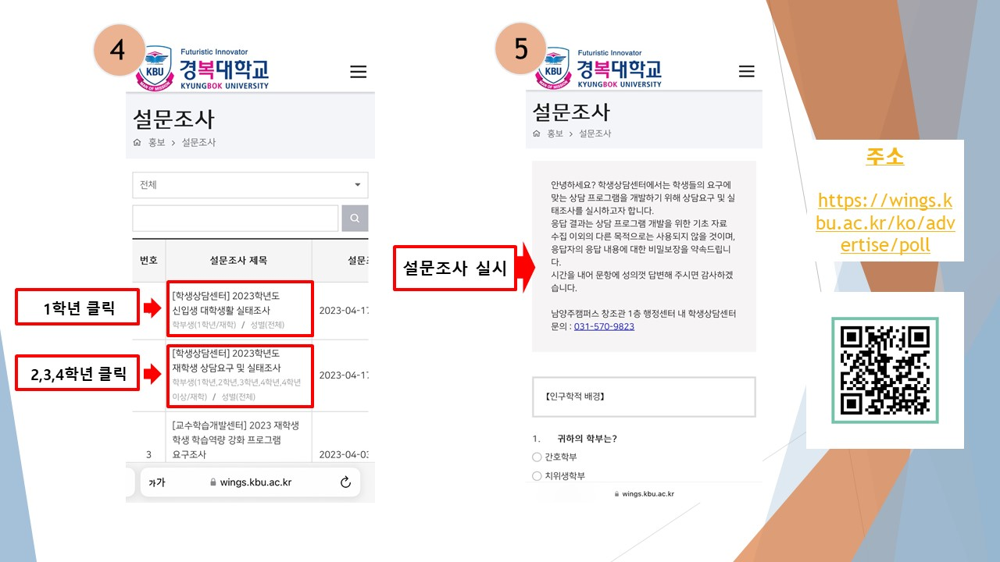 4
Futuristic Innovator
경복대학교
KYUNGBOK UNIVERSITY
KBU
MAN OF MISSION
설문조사
홍보 > 설문조사
전체
번호 설문조사 제목 설문조
1학년 클릭
[학생상담센터] 2023학년도
신입생 대학생활 실태조사
학부생(1학년/재학) / 성별(전체)
2023-04-17
2,3,4학년 클릭
[학생상담센터] 2023학년도
재학생 상담요구 및 실태조사
학부생(1학년,2학년,3학년,4학년,4학년
이상/재학) / 성별(전체)
2023-04-17
[교수학습개발센터] 2023 재학생
학생 학습역량 강화 프로그램
요구조사
3
2023-04-03
가가 wings.kbu.ac.kr
5
Futuristic Innovator
경복대학교
KYUNGBOK UNIVERSITY
KBU
MAN OF MISSION
설문조사
홍보 > 설문조사
설문조사 실시
안녕하세요? 학생상담센터에서는 학생들의 요구에
맞는 상담 프로그램을 개발하기 위해 상담요구 및 실
태조사를 실시하고자 합니다.
응답 결과는 상담 프로그램 개발을 위한 기초 자료
수집 이외의 다른 목적으로는 사용되지 않을 것이며,
응답자의 응답 내용에 대한 비밀보장을 약속드립니
다.
시간을 내어 문항에 성의껏 답변해 주시면 감사하겠
습니다.
남양주캠퍼스 창조관 1층 행정센터 내 학생상담센터
문의 : 031-570-9823
【인구학적 배경】
1. 귀하의 학부는?
간호학부
치위생학부
wings.kbu.ac.kr
주소
https://wings.k
bu.ac.kr/ko/adv
ertise/poll